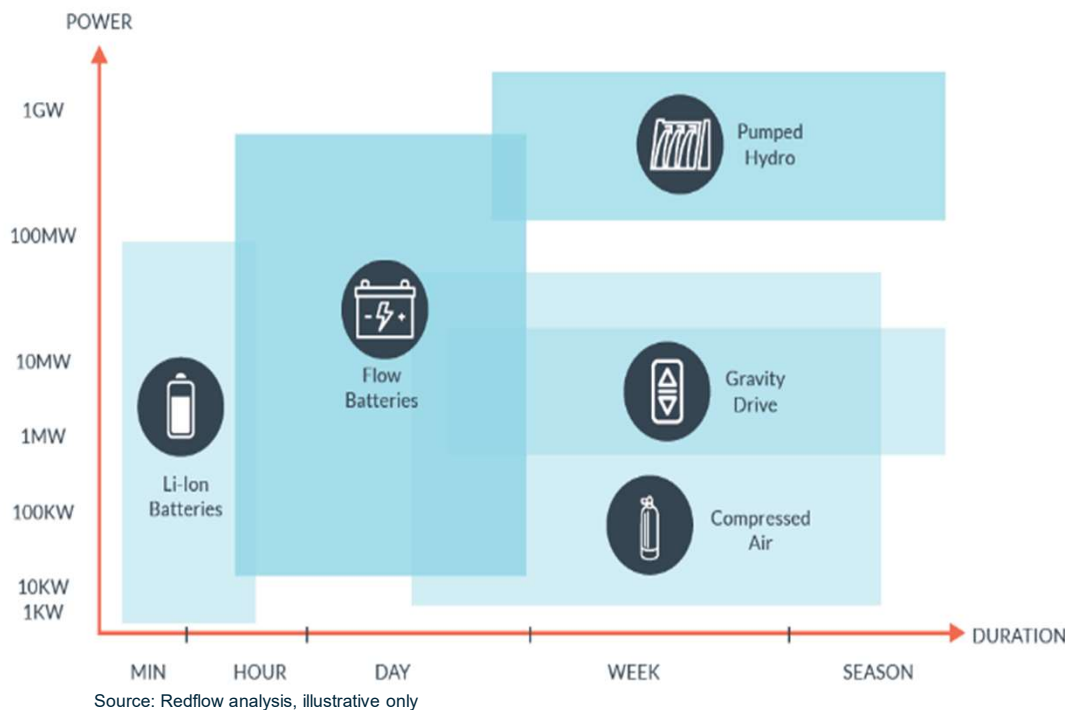 POWER
1GW
100MW
10MW
1MW
100KW
10KW
1KW
Pumped
Hydro
Flow
Batteries
Gravity
Drive
Li-Ion
Batteries
Compressed
Air
DURATION
MIN
HOUR
DAY
WEEK
SEASON
Source: Redflow analysis, illustrative only